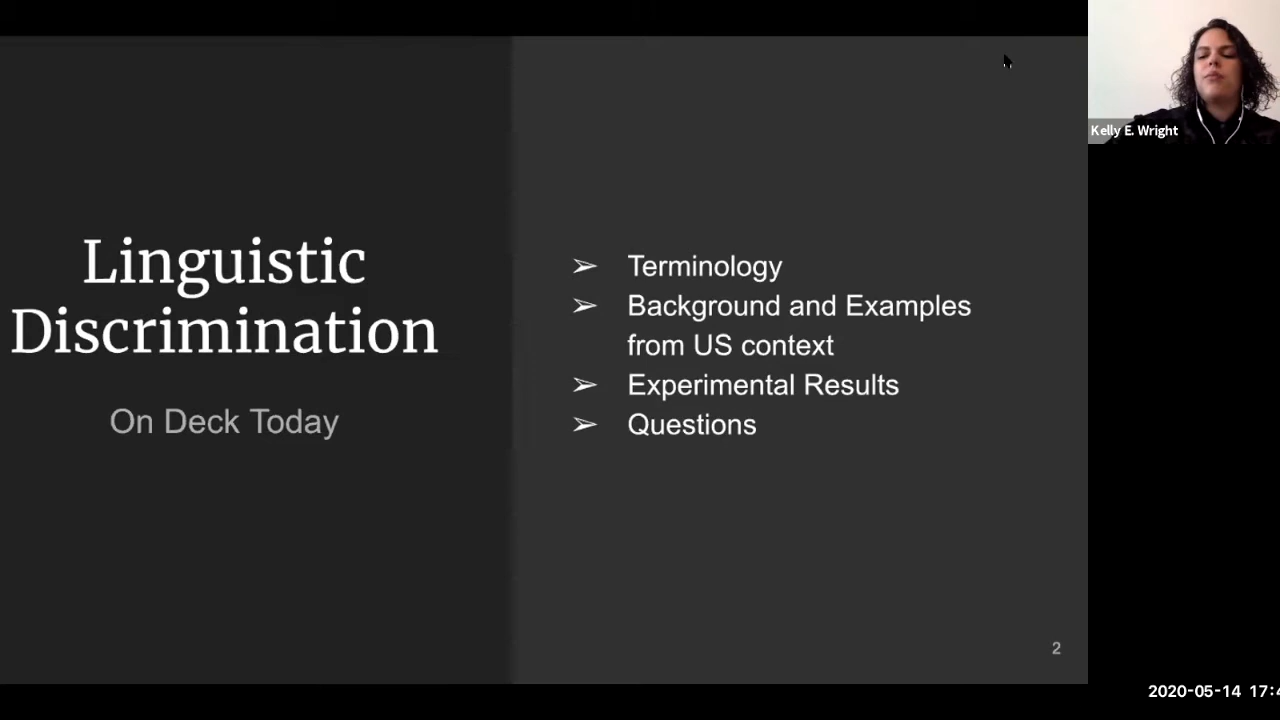 Linguistic
Discrimination
On Deck Today
➢ Terminology
➢ Background and Examples
from US context
➢ Experimental Results
➢ Questions
2
Kelly E. Wright
2020-05-14 17:4